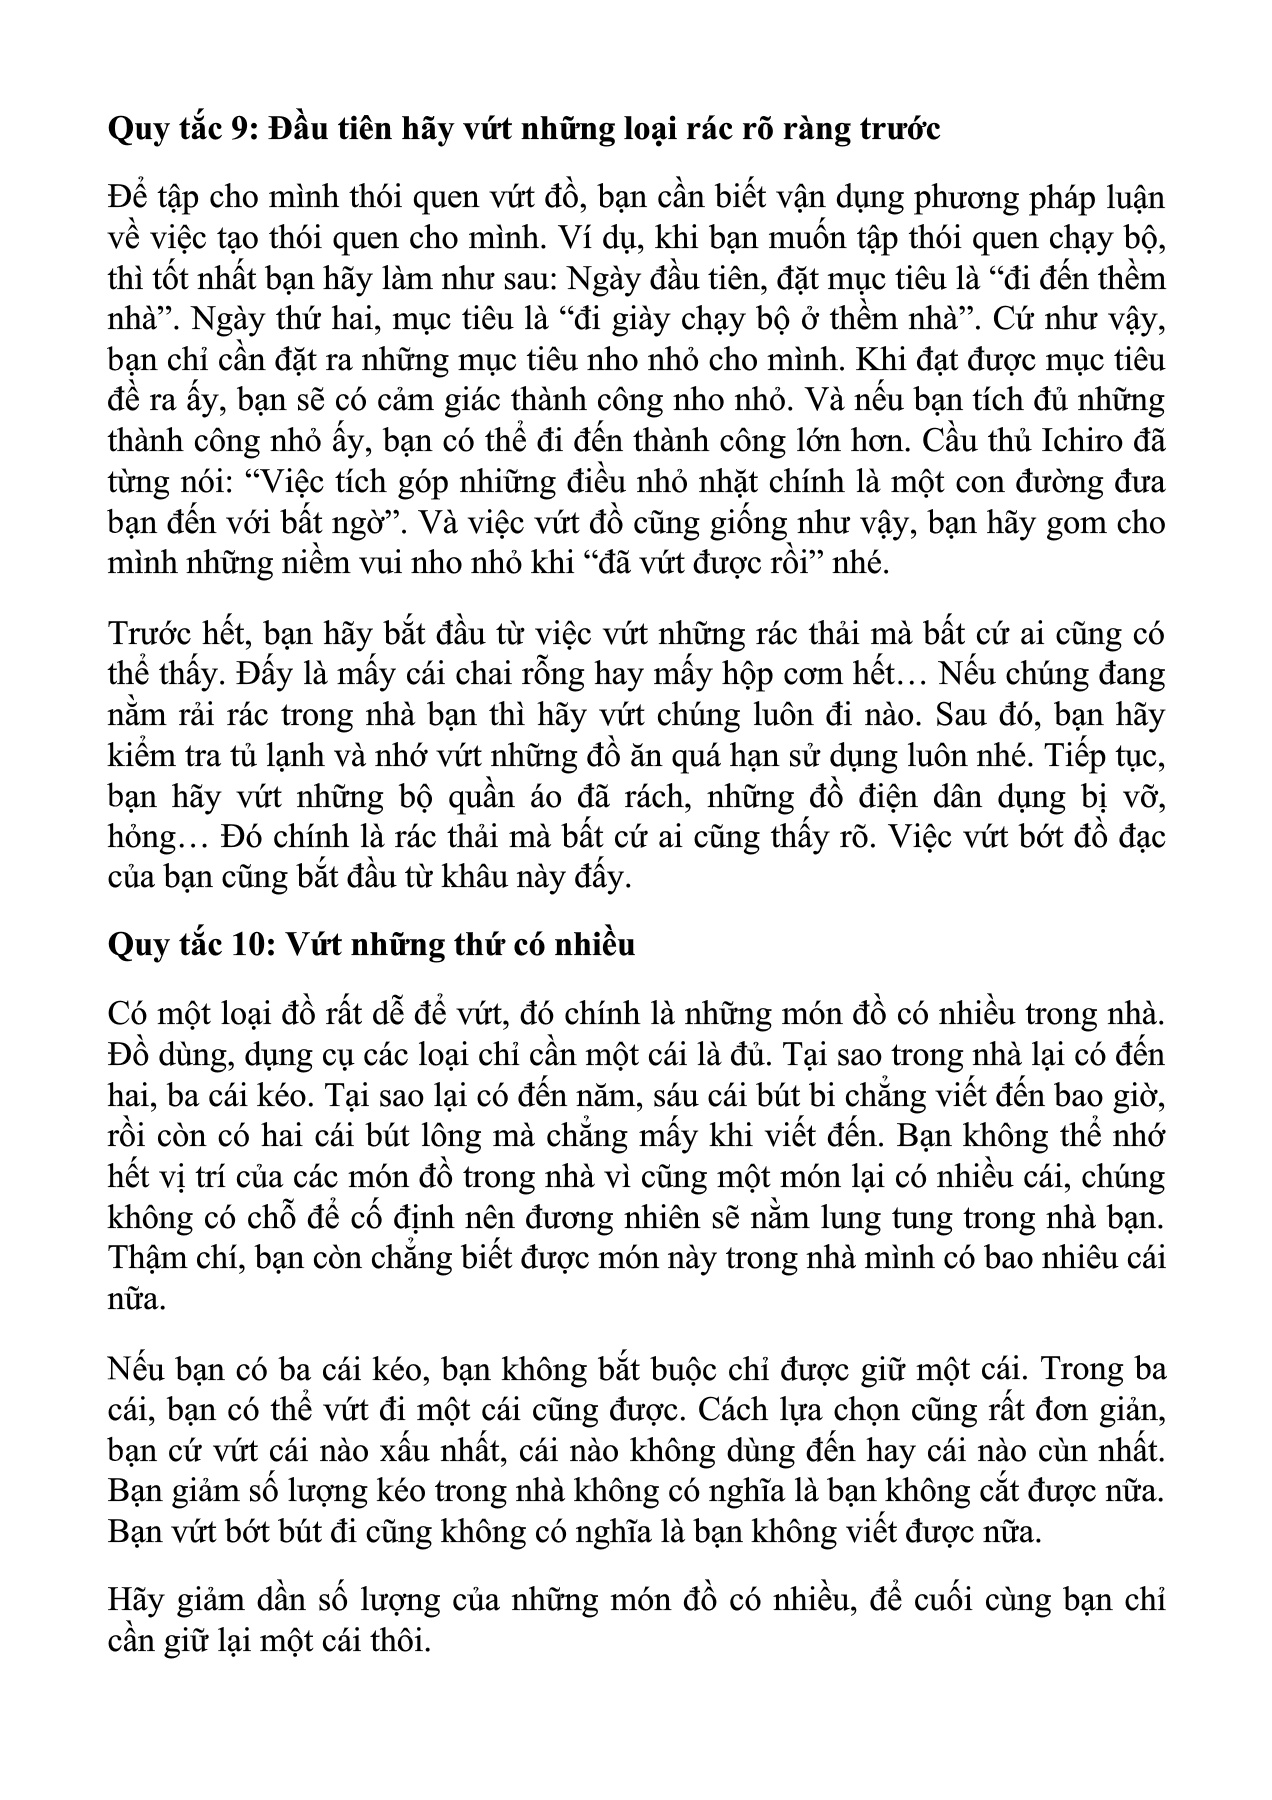 Quy tắc 9: Đầu tiên hãy vứt những loại rác rõ ràng trước
Để tập cho mình thói quen vứt đồ, bạn cần biết vận dụng phương pháp luận
về việc tạo thói quen cho mình. Ví dụ, khi bạn muốn tập thói quen chạy bộ,
thì tốt nhất bạn hãy làm như sau: Ngày đầu tiên, đặt mục tiêu là “đi đến thềm
nhà”. Ngày thứ hai, mục tiêu là “đi giày chạy bộ ở thềm nhà”. Cứ như vậy,
bạn chỉ cần đặt ra những mục tiêu nho nhỏ cho mình. Khi đạt được mục tiêu
đề ra ấy, bạn sẽ có cảm giác thành công nho nhỏ. Và nếu bạn tích đủ những
thành công nhỏ ấy, bạn có thể đi đến thành công lớn hơn. Cầu thủ Ichiro đã
từng nói: “Việc tích góp nhiững điều nhỏ nhặt chính là một con đường đưa
bạn đến với bất ngờ”. Và việc vứt đồ cũng giống như vậy, bạn hãy gom cho
mình những niềm vui nho nhỏ khi “đã vứt được rồi” nhé.
Trước hết, bạn hãy bắt đầu từ việc vứt những rác thải mà bất cứ ai cũng có
thể thấy. Đấy là mấy cái chai rỗng hay mấy hộp cơm hết… Nếu chúng đang
nằm rải rác trong nhà bạn thì hãy vứt chúng luôn đi nào. Sau đó, bạn hãy
kiểm tra tủ lạnh và nhớ vứt những đồ ăn quá hạn sử dụng luôn nhé. Tiếp tục,
bạn hãy vứt những bộ quần áo đã rách, những đồ điện dân dụng bị vỡ,
hỏng… Đó chính là rác thải mà bất cứ ai cũng thấy rõ. Việc vứt bớt đồ đạc
của bạn cũng bắt đầu từ khâu này đấy.
Quy tắc 10: Vứt những thứ có nhiều
Có một loại đồ rất dễ để vứt, đó chính là những món đồ có nhiều trong nhà.
Đồ dùng, dụng cụ các loại chỉ cần một cái là đủ. Tại sao trong nhà lại có đến
hai, ba cái kéo. Tại sao lại có đến năm, sáu cái bút bi chẳng viết đến bao giờ,
rồi còn có hai cái bút lông mà chẳng mấy khi viết đến. Bạn không thể nhớ
hết vị trí của các món đồ trong nhà vì cũng một món lại có nhiều cái, chúng
không có chỗ để cố định nên đương nhiên sẽ nằm lung tung trong nhà bạn.
Thậm chí, bạn còn chẳng biết được món này trong nhà mình có bao nhiêu cái
nữa.
Nếu bạn có ba cái kéo, bạn không bắt buộc chỉ được giữ một cái. Trong ba
cái, bạn có thể vứt đi một cái cũng được. Cách lựa chọn cũng rất đơn giản,
bạn cứ vứt cái nào xấu nhất, cái nào không dùng đến hay cái nào cùn nhất.
Bạn giảm số lượng kéo trong nhà không có nghĩa là bạn không cắt được nữa.
Bạn vứt bớt bút đi cũng không có nghĩa là bạn không viết được nữa.
Hãy giảm dần số lượng của những món đồ có nhiều, để cuối cùng bạn chỉ
cần giữ lại một cái thôi.